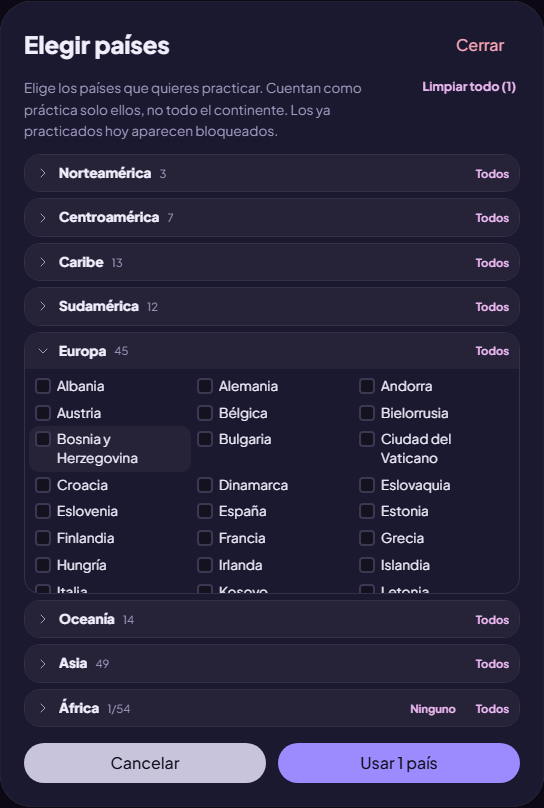 Elegir países
Cerrar
Elige los países que quieres practicar. Cuentan como
práctica solo ellos, no todo el continente. Los ya
practicados hoy aparecen bloqueados.
Limpiar todo (1)
Norteamérica 3 Todos
Centroamérica 7 Todos
Caribe 13 Todos
Sudamérica 12 Todos
Europa 45 Todos
Albania Alemania Andorra
Austria Bélgica Bielorrusia
Bosnia y Bulgaria Ciudad del
Herzegovina Vaticano
Croacia Dinamarca Eslovaquia
Eslovenia España Estonia
Finlandia Francia Grecia
Hungría Irlanda Islandia
Italia Kosovo Letonia
Oceanía 14 Todos
Asia 49 Todos
África 1/54 Ninguno Todos
Cancelar Usar 1 país